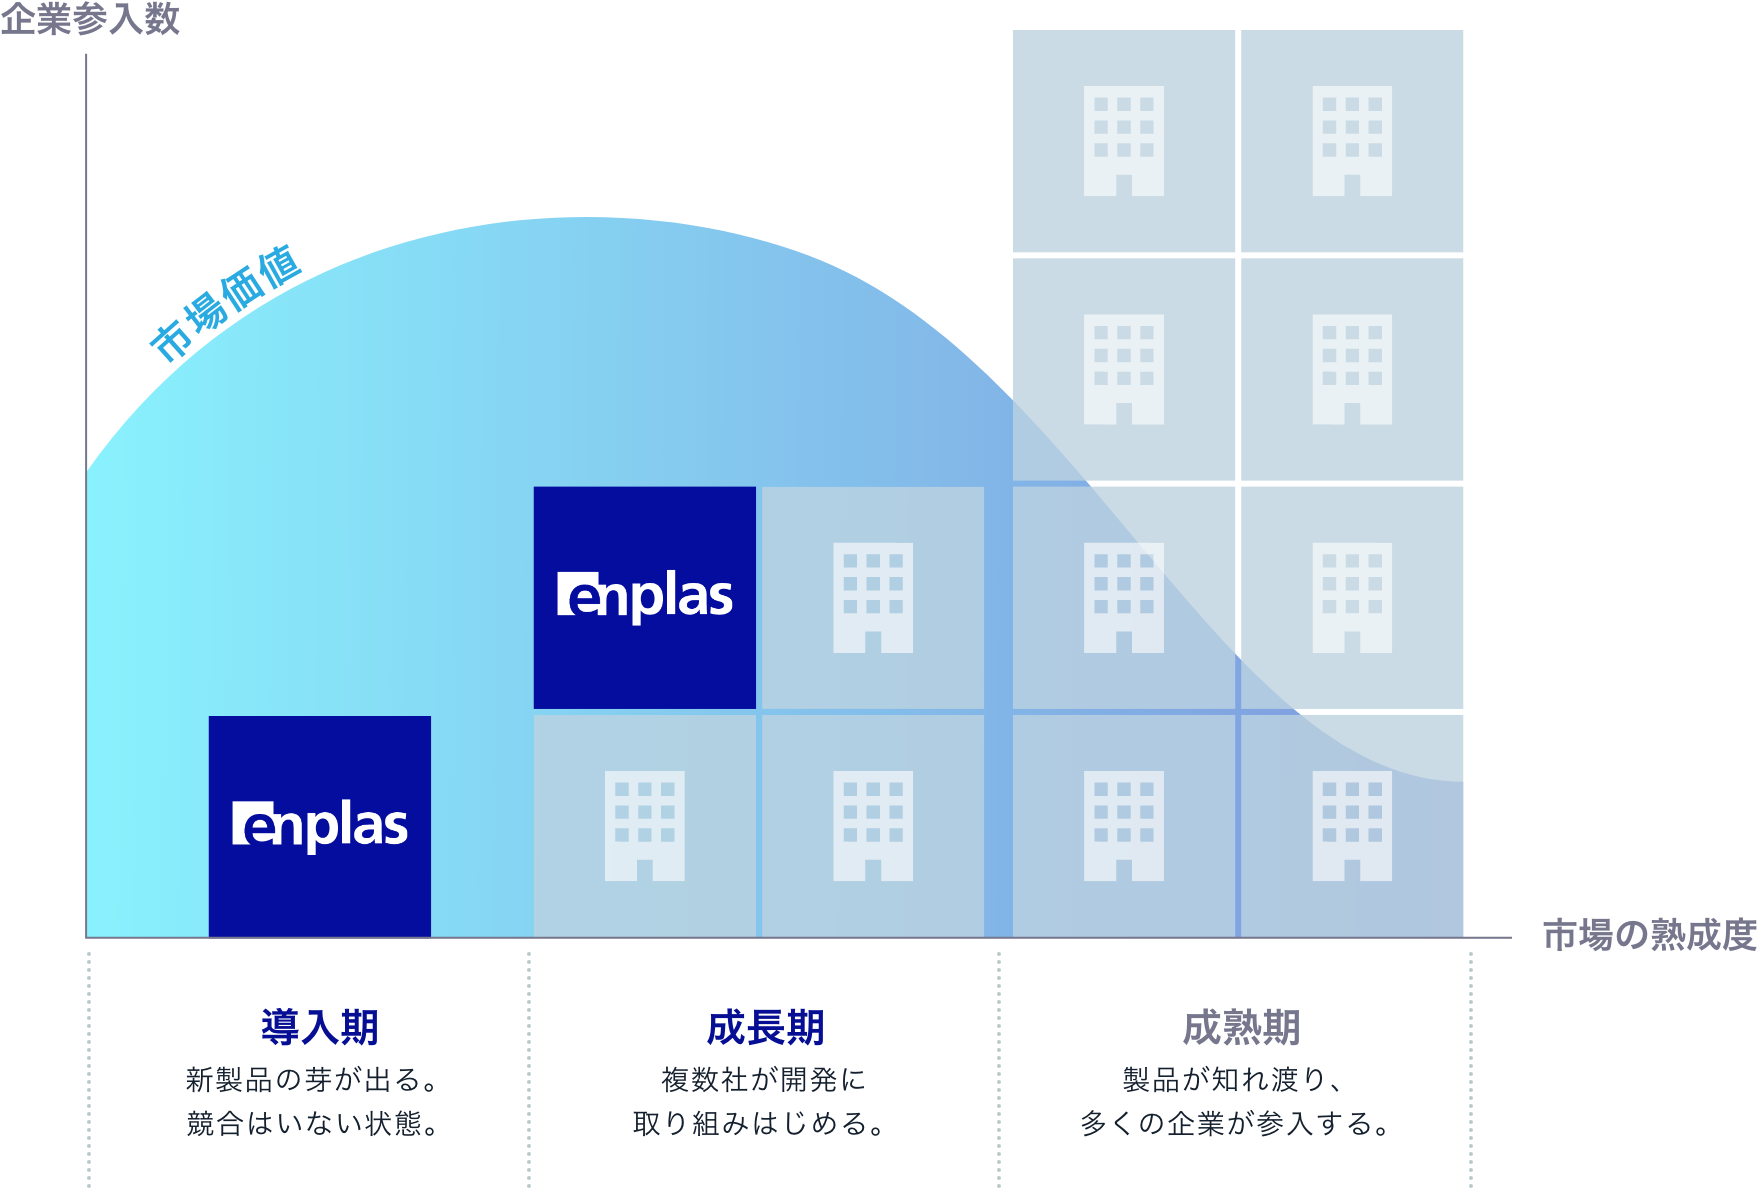 企業参入数
市場価値
enplas
enplas
市場の熟成度
導入期
新製品の芽が出る。
競合はいない状態。
成長期
複数社が開発に
取り組みはじめる。
成熟期
製品が知れ渡り、
多くの企業が参入する。